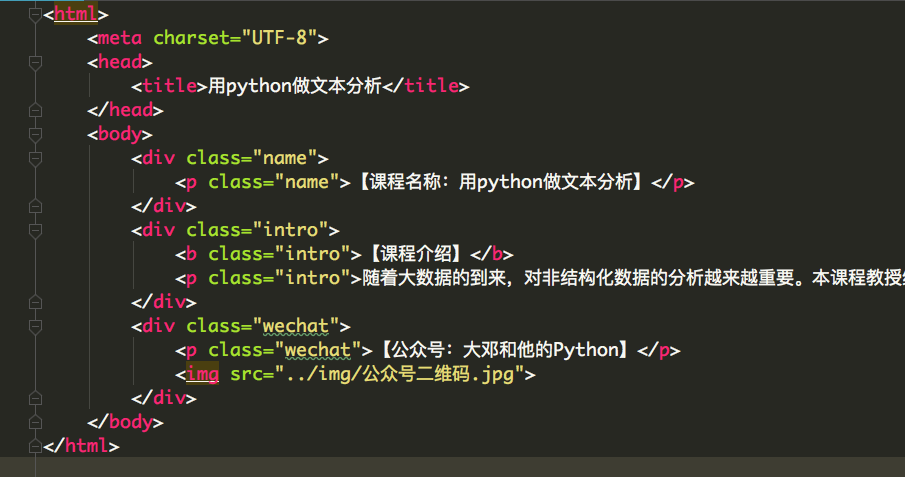 <html>
<meta charset="UTF-8">
<head>
<title>用python做文本分析</title>
</head>
<body>
<div class="name">
<p class="name">【课程名称：用python做文本分析】</p>
</div>
<div class="intro">
<b class="intro">【课程介绍】</b>
<p class="intro">随着大数据的到来，对非结构化数据的分析越来越重要。本课程教授
</div>
<div class="wechat">
<p class="wechat">【公众号：大邓和他的Python】</p>
<img src="../img/公众号二维码.jpg">
</div>
</body>
</html>